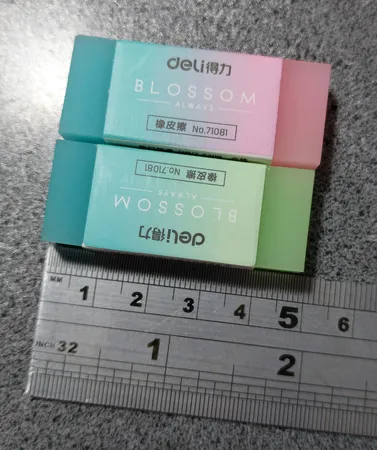 deli得力
BLOSSOM
ALWAYS
橡皮擦 No.71081
deli得力
BLOSSOM
ALWAYS
橡皮擦 No.71081
1 2 3 4 5 6
INCH 32 1 2